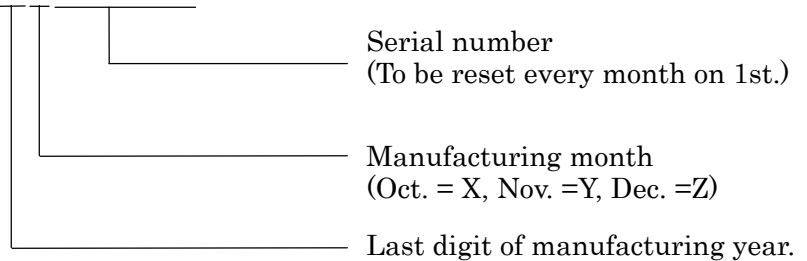 Serial number
(To be reset every month on 1st.)
Manufacturing month
(Oct. = X, Nov. =Y, Dec. =Z)
Last digit of manufacturing year.